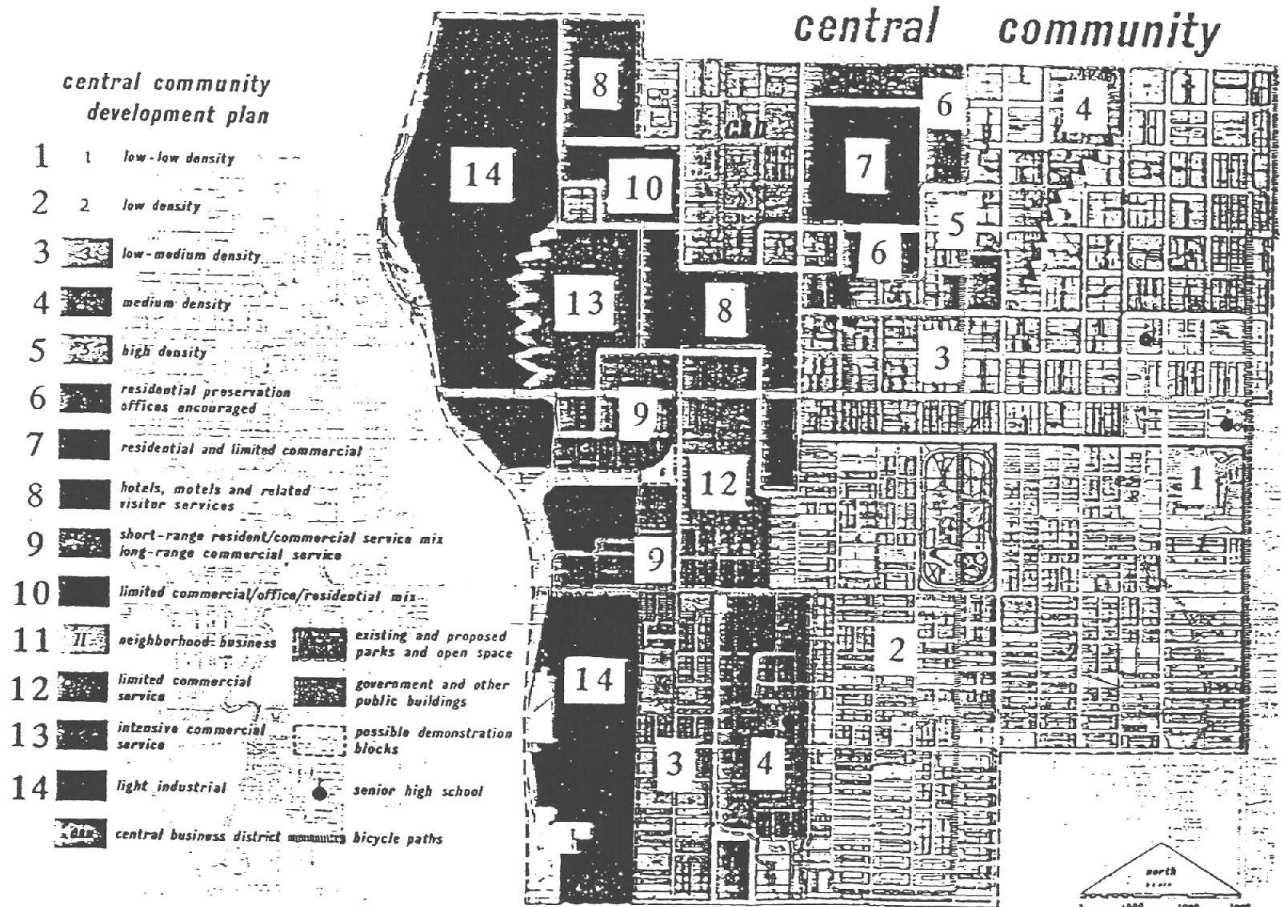 central community
central community
development plan
1 1 low-low density
2 2 low density
3 3 low-medium density
4 medium density
5 5 high density
6 residential preservation
offices encouraged
7 residential and limited commercial
8 hotels, motels and related
visitor services
9 short-range resident/commercial service mix
long-range commercial service
10 limited commercial/office/residential mix
11 11 neighborhood business
12 limited commercial
service
13 intensive commercial
service
14 light industrial
central business district
existing and proposed
parks and open space
government and other
public buildings
possible demonstration
blocks
senior high school
bicycle paths
8
CBD
6
4
14
10
7
5
6
13
8
3
9
12
1
9
2
14
3
4
north